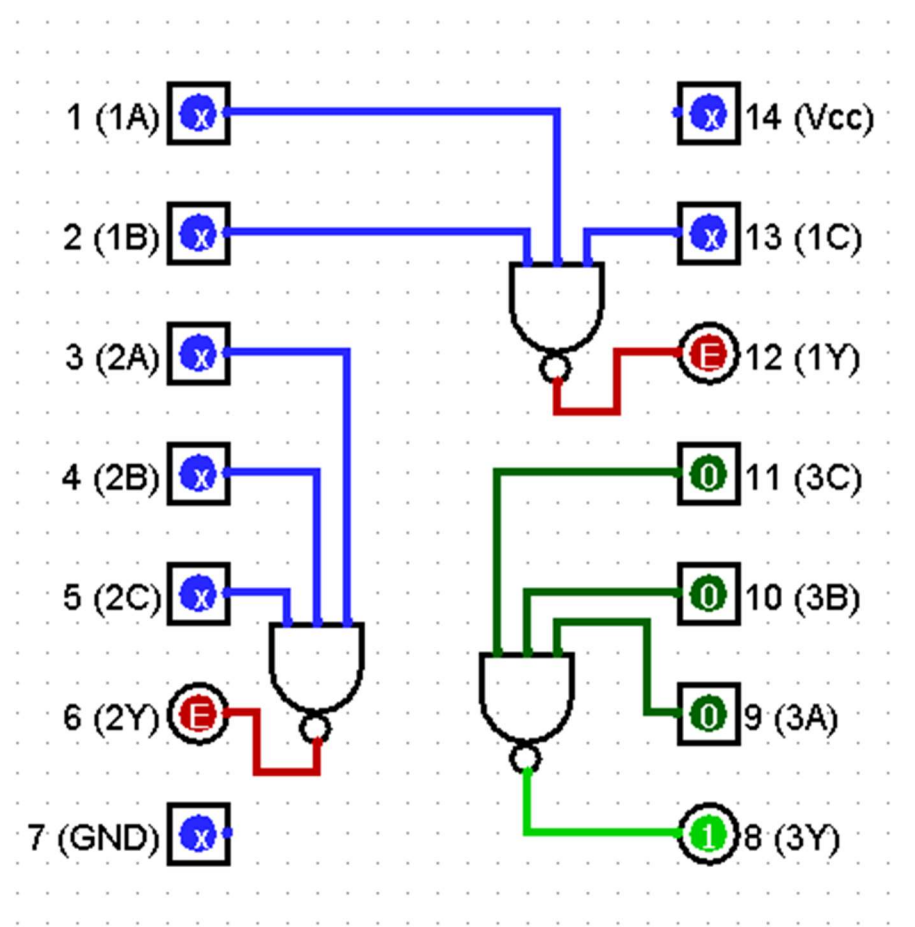 1 (1A) x
x 14 (Vcc)
2 (1B) x
x 13 (1C)
3 (2A) x
E 12 (1Y)
4 (2B) x
0 11 (3C)
5 (2C) x
0 10 (3B)
6 (2Y) E
0 9 (3A)
7 (GND) x
1 8 (3Y)